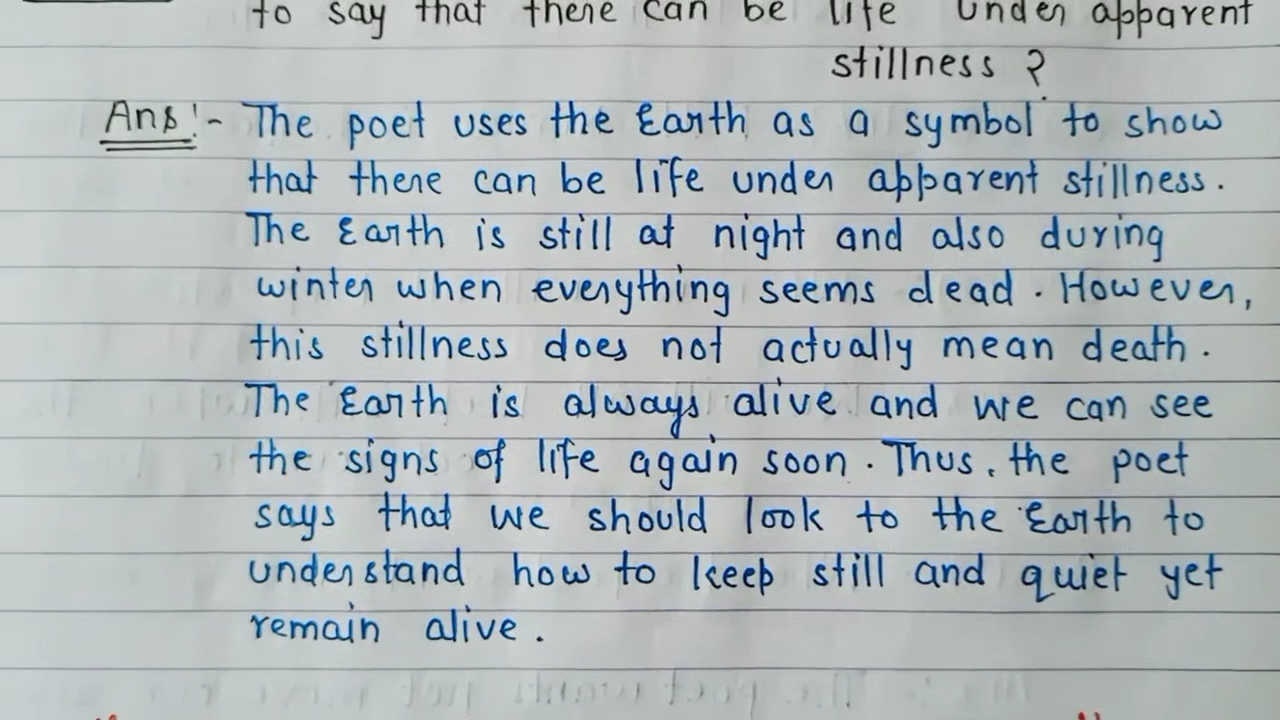 to say that there can be life under apparent
stillness ?
Ans:- The poet uses the Earth as a symbol to show
that there can be life under apparent stillness.
The Earth is still at night and also during
winter when everything seems dead. However,
this stillness does not actually mean death.
The Earth is always alive and we can see
the signs of life again soon. Thus, the poet
says that we should look to the Earth to
understand how to keep still and quiet yet
remain alive.